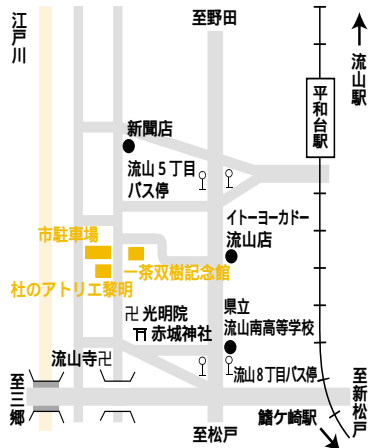 至野田
江戸川
流山駅
平和台駅
新聞店
流山5丁目
バス停
イトーヨーカドー
流山店
市駐車場
一茶双樹記念館
杜のアトリエ黎明
卍光明院
赤城神社
県立
流山南高等学校
流山寺卍
流山8丁目バス停
至三郷
至新松戸
鰭ケ崎駅
至松戸